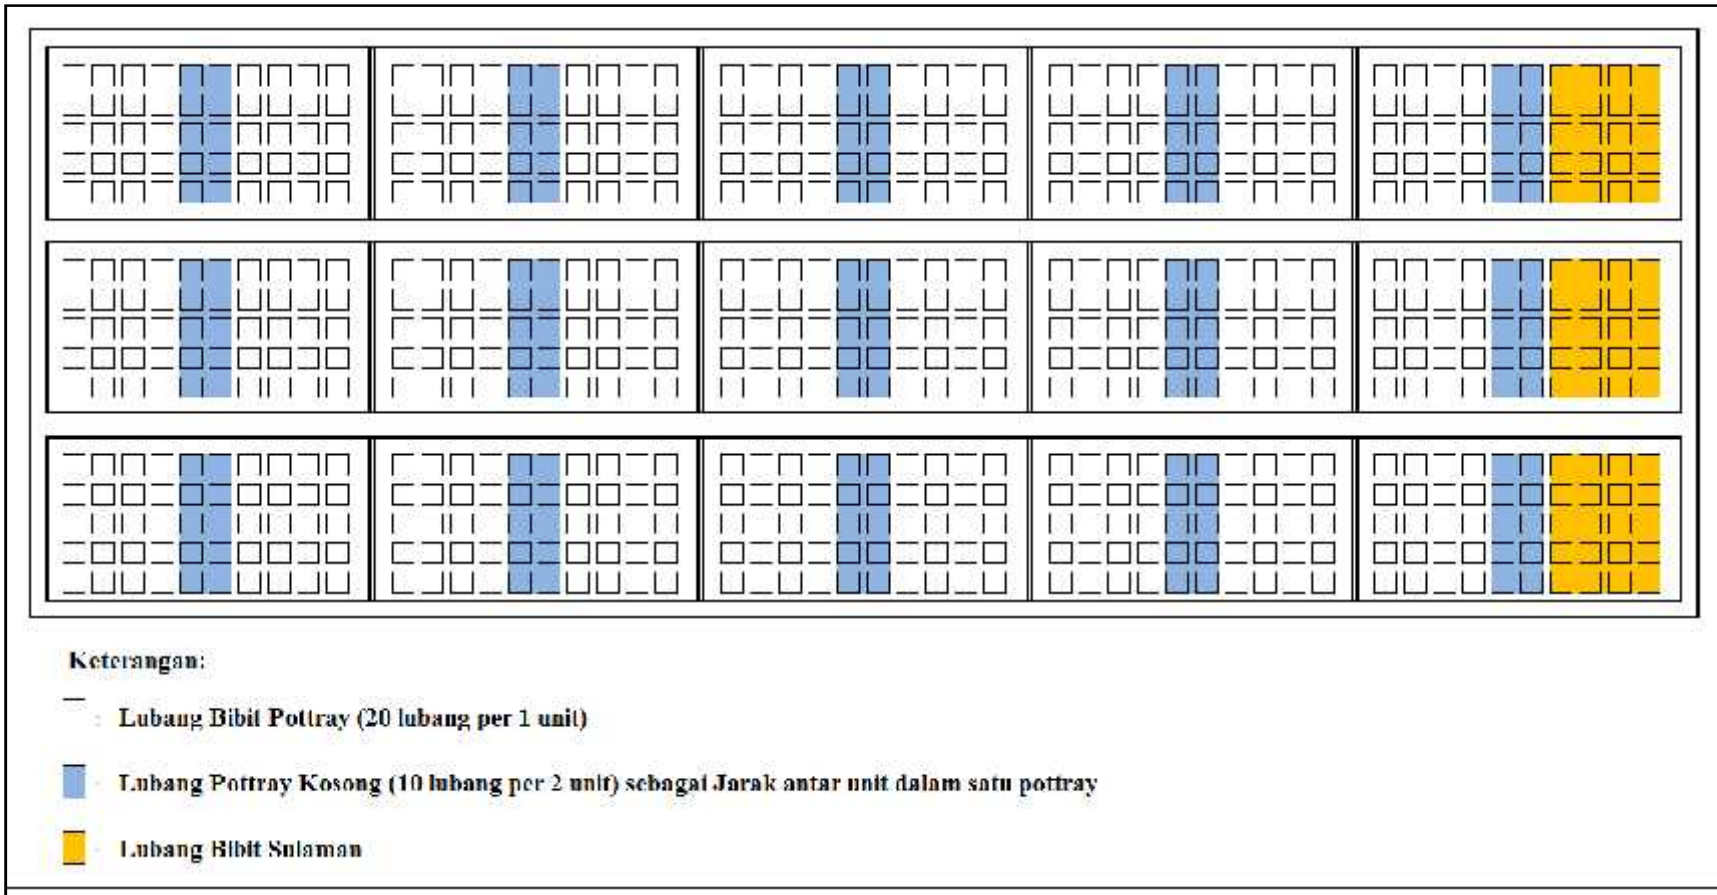 Keterangan:
: Lubang Bibit Pottray (20 lubang per 1 unit)
: Lubang Pottray Kosong (10 lubang per 2 unit) sebagai Jarak antar unit dalam satu pottray
: Lubang Bibit Sulaman